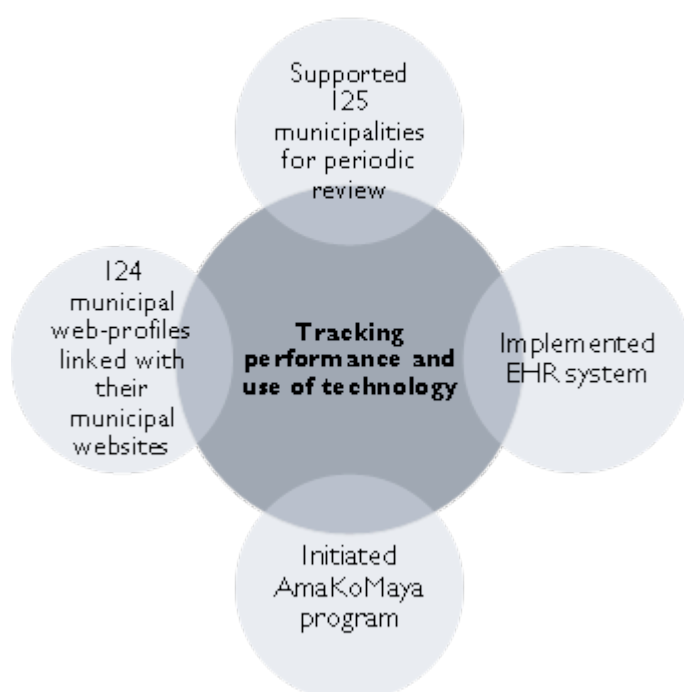 Supported
125
municipalities
for periodic
review
124
municipal
web-profiles
linked with
their
municipal
websites
Tracking
performance and
use of technology
Implemented
EHR system
Initiated
AmaKoMaya
program